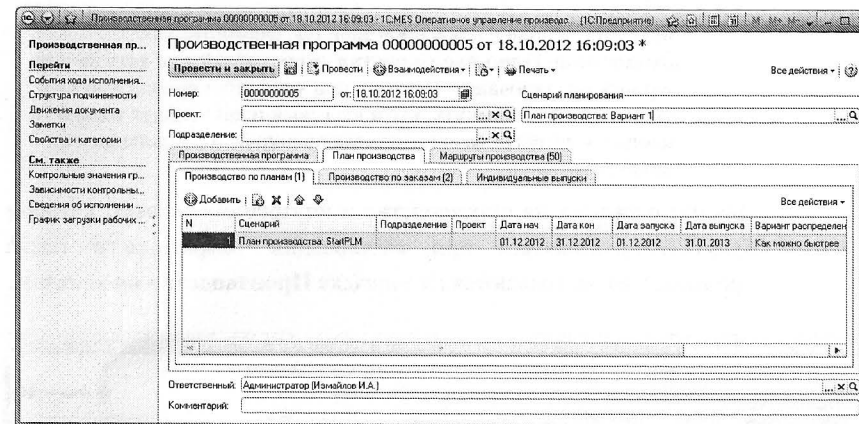 Производственная программа 00000000005 от 18.10.2012 16:09:03 - 1С:MES Оперативное управление производс... (1С:Предприятие)
M M+ M-
Производственная пр...
Перейти
События хода исполнения...
Структура подчиненности
Движения документа
Заметки
Свойства и категории
См. также
Контрольные значения гр...
Зависимости контрольны...
Сведения об исполнении ...
График загрузки рабочих ...
Производственная программа 00000000005 от 18.10.2012 16:09:03 *
Провести и закрыть Провести Взаимодействия Печать Все действия
Номер: 00000000005 от: 18.10.2012 16:09:03 Сценарий планирования
Проект: План производства: Вариант 1
Подразделение:
Производственная программа План производства Маршруты производства (50)
Производство по планам (1) Производство по заказам (2) Индивидуальные выпуски
Добавить Все действия
N Сценарий Подразделение Проект Дата нач Дата кон Дата запуска Дата выпуска Вариант распределен
1 План производства: StartPLM 01.12.2012 31.12.2012 01.12.2012 31.01.2013 Как можно быстрее
Ответственный: Администратор (Измайлов И.А.)
Комментарий: